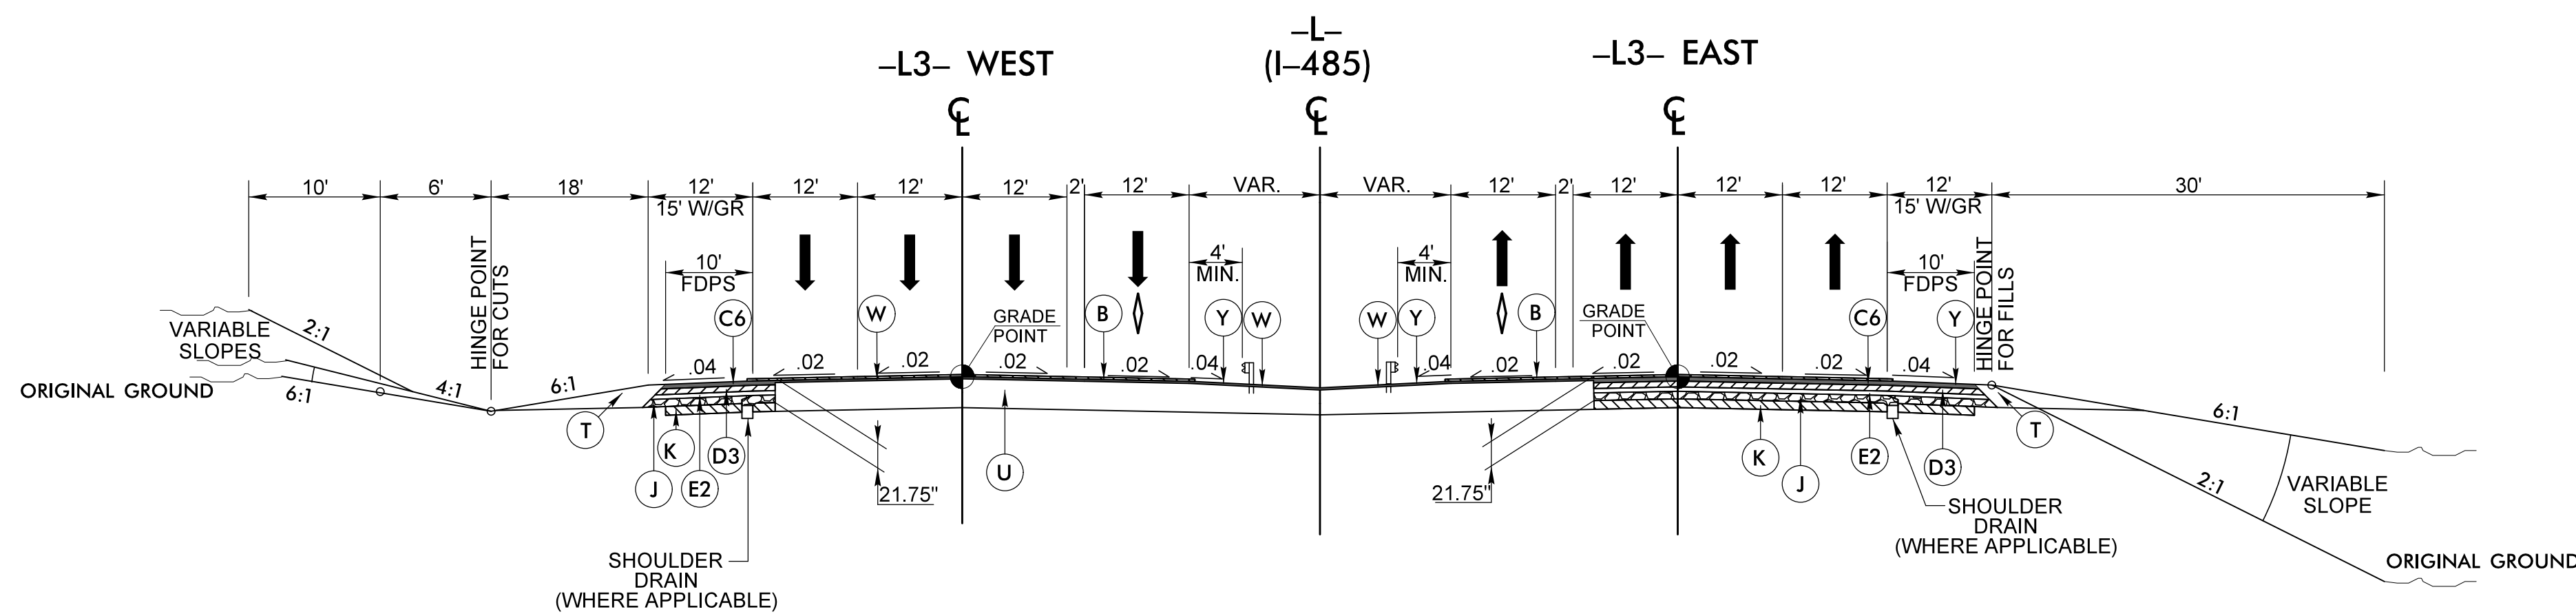 –L3– WEST
–L–
(I–485)
–L3– EAST
℄
℄
℄
10'
6'
18'
12'
15' W/GR
12'
12'
12'
2'
12'
VAR.
VAR.
12'
2'
12'
12'
12'
12'
15' W/GR
30'
10'
FDPS
4'
MIN.
4'
MIN.
10'
FDPS
HINGE POINT
FOR CUTS
HINGE POINT
FOR FILLS
C6
W
GRADE
POINT
B
Y
W
W
Y
B
GRADE
POINT
C6
Y
VARIABLE
SLOPES
2:1
ORIGINAL GROUND
6:1
4:1
6:1
.04
.02
.02
.02
.02
.04
.04
.02
.02
.02
.02
.04
T
K
D3
J
E2
U
21.75"
21.75"
K
J
E2
D3
T
6:1
2:1
VARIABLE
SLOPE
SHOULDER
DRAIN
(WHERE APPLICABLE)
SHOULDER
DRAIN
(WHERE APPLICABLE)
ORIGINAL GROUND